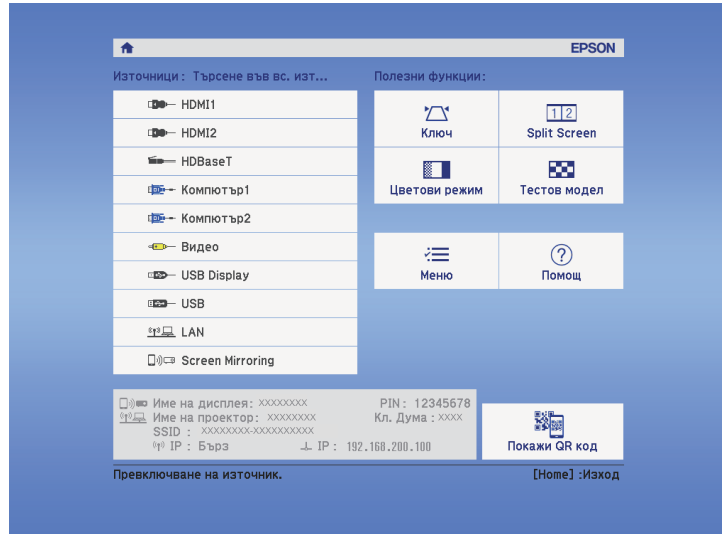 EPSON
Източници : Търсене във вс. изт...
HDMI1
HDMI2
HDBaseT
Компютър1
Компютър2
Видео
USB Display
USB
LAN
Screen Mirroring
Полезни функции:
Ключ
1 2
Split Screen
Цветови режим
Тестов модел
Меню
?
Помощ
Име на дисплея: XXXXXXXX PIN : 12345678
Име на проектор: XXXXXXX Кл. Дума : XXXX
SSID : XXXXXXXX-XXXXXXXXXX
IP : Бърз IP : 192.168.200.100
Покажи QR код
Превключване на източник. [Home] :Изход